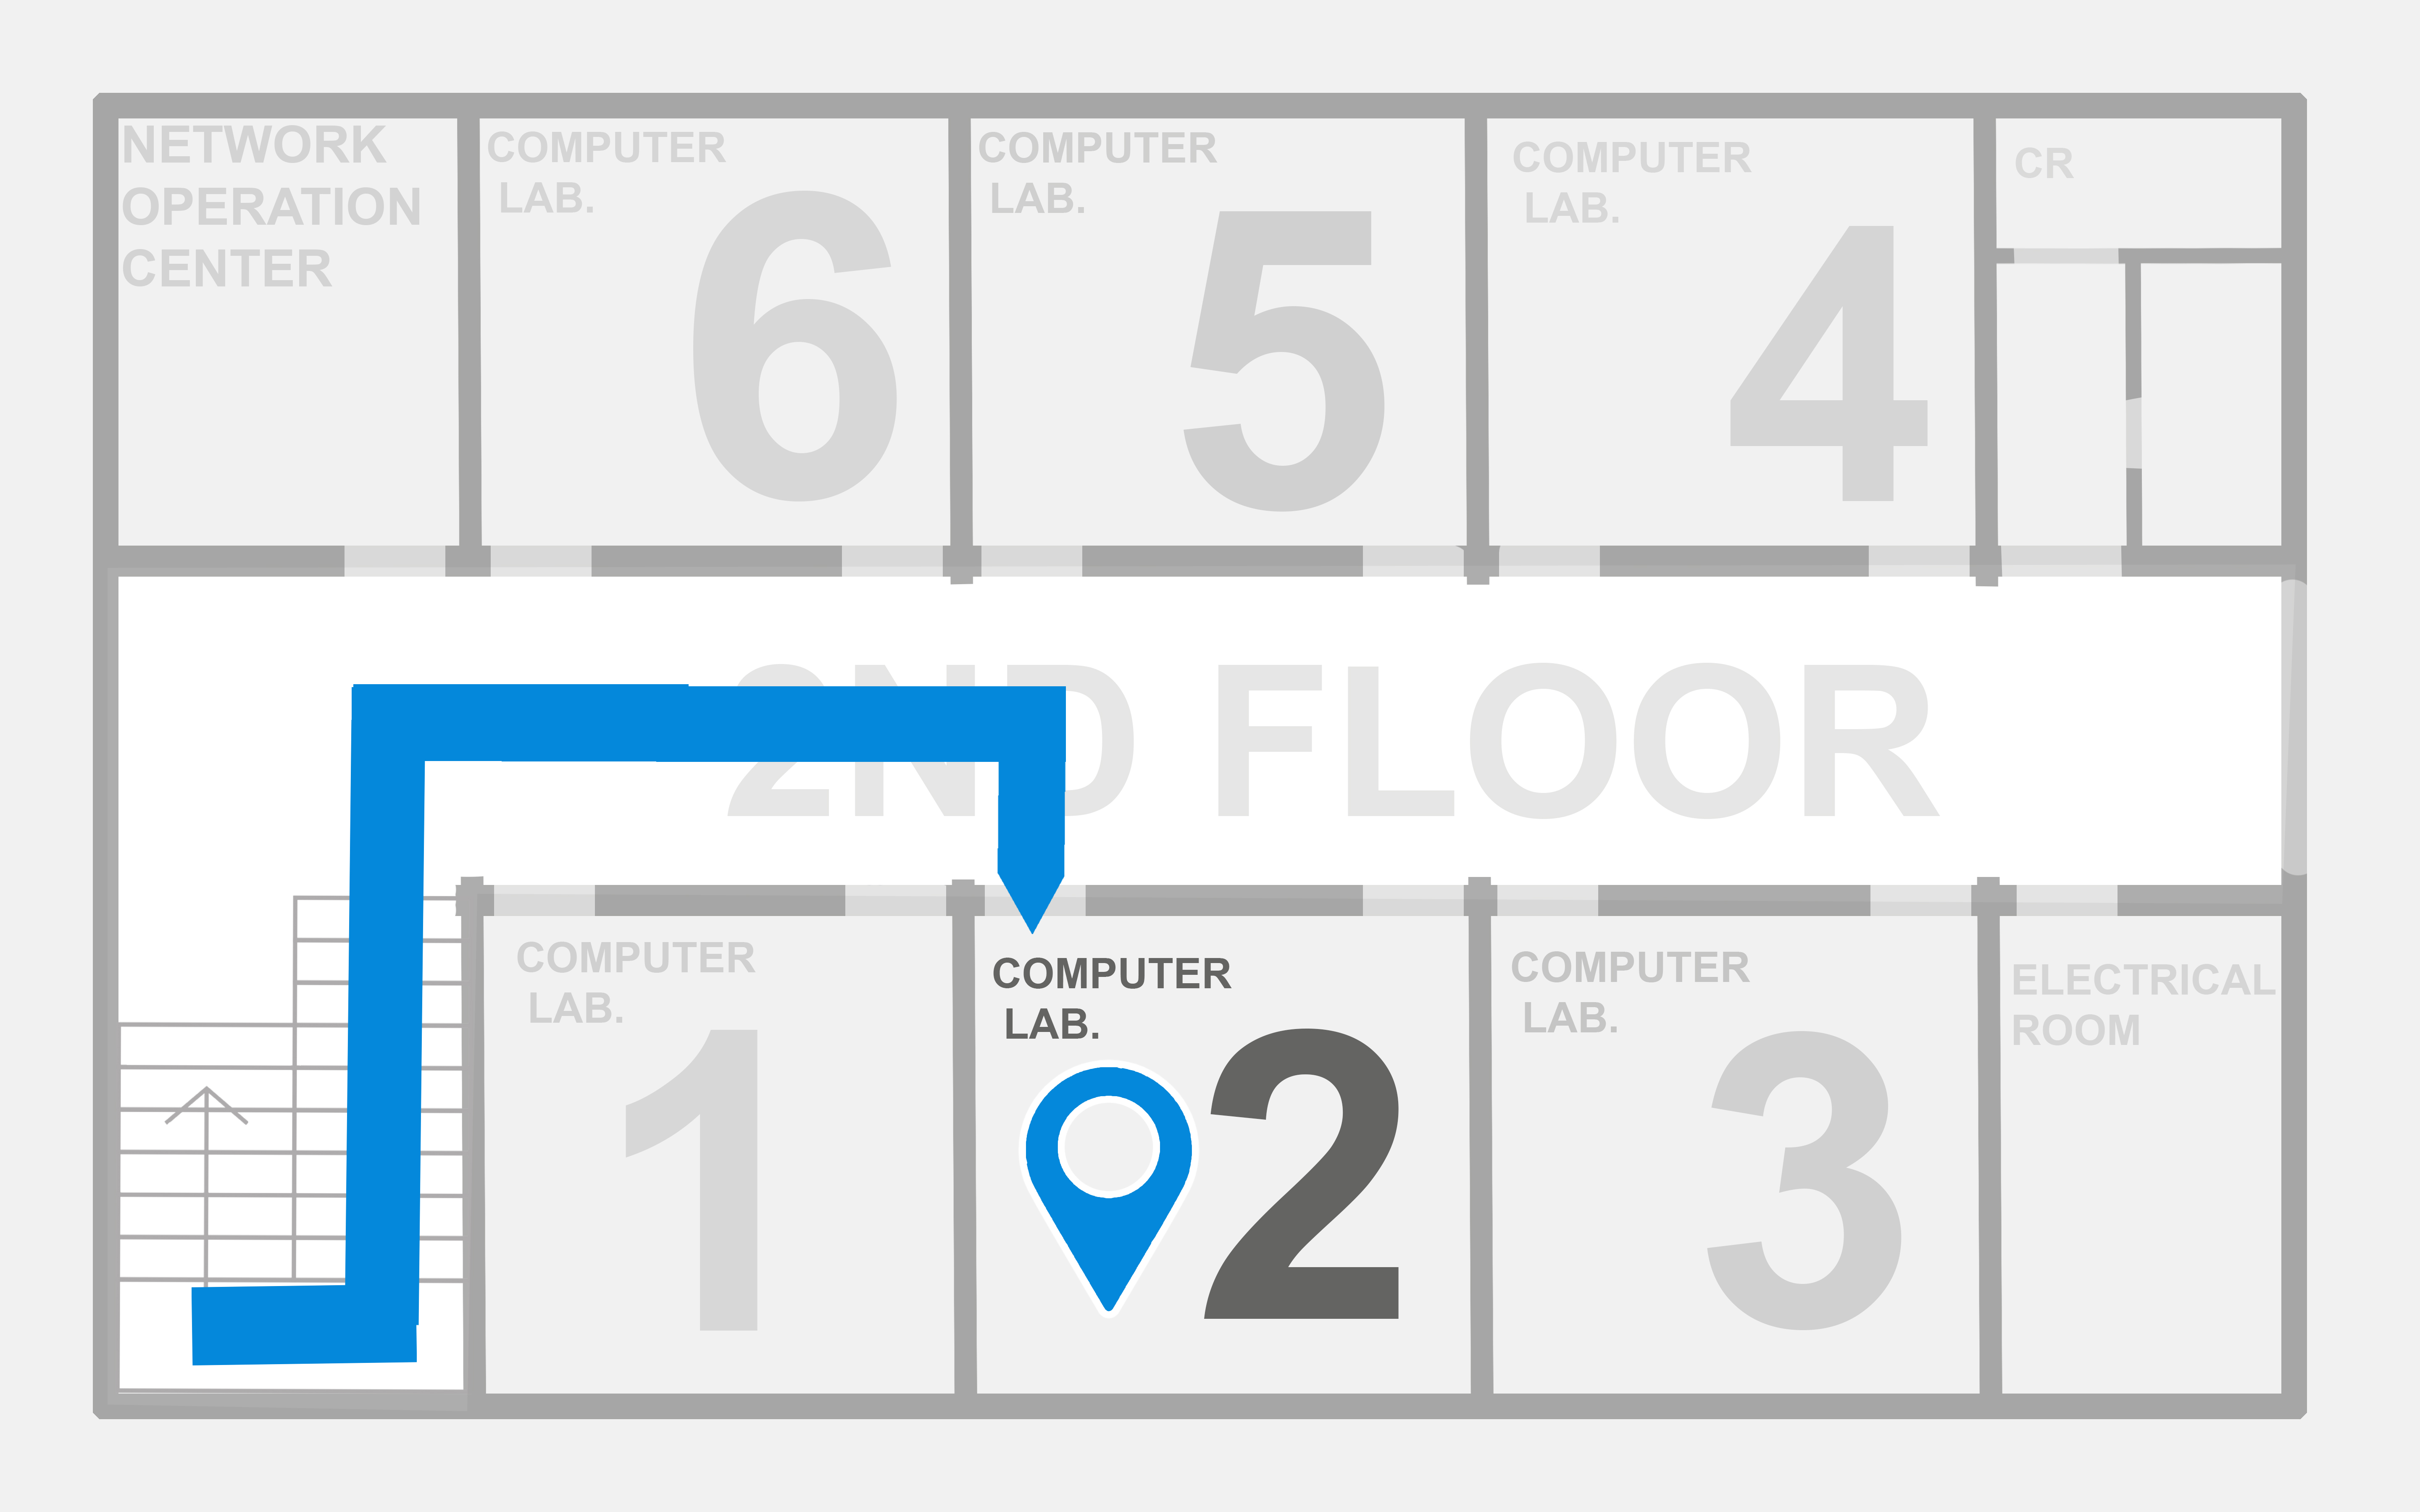 NETWORK
OPERATION
CENTER
COMPUTER
LAB.
6
COMPUTER
LAB.
5
COMPUTER
LAB.
4
CR
2ND FLOOR
COMPUTER
LAB.
1
COMPUTER
LAB.
2
COMPUTER
LAB.
3
ELECTRICAL
ROOM